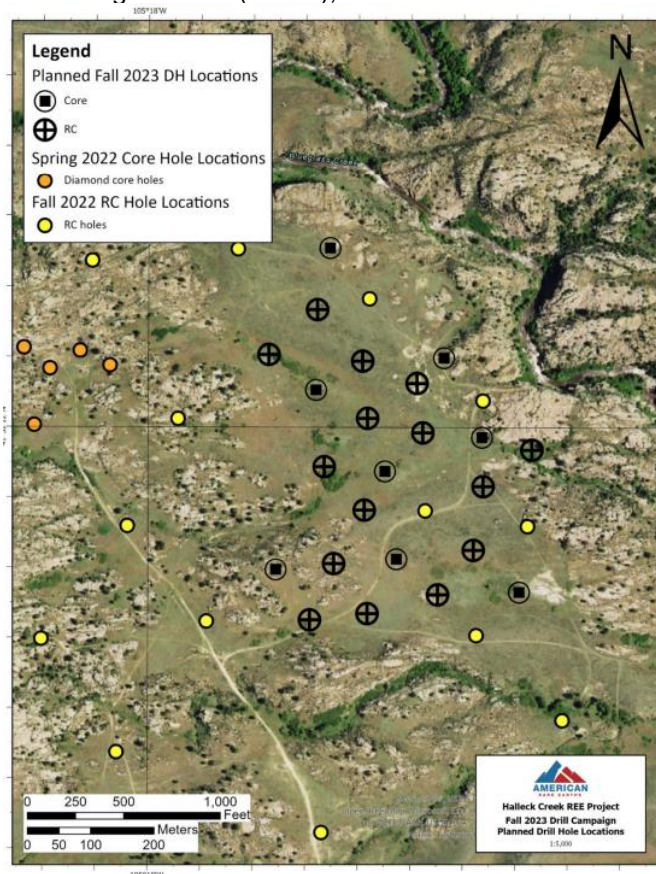 105°18'W
Legend
Planned Fall 2023 DH Locations
Core
RC
Spring 2022 Core Hole Locations
Diamond core holes
Fall 2022 RC Hole Locations
RC holes
N
Bluegrass Creek
0 250 500 1,000
Feet
Meters
0 50 100 200
AMERICAN
RARE EARTHS
Halleck Creek REE Project
Fall 2023 Drill Campaign
Planned Drill Hole Locations
1:5,000